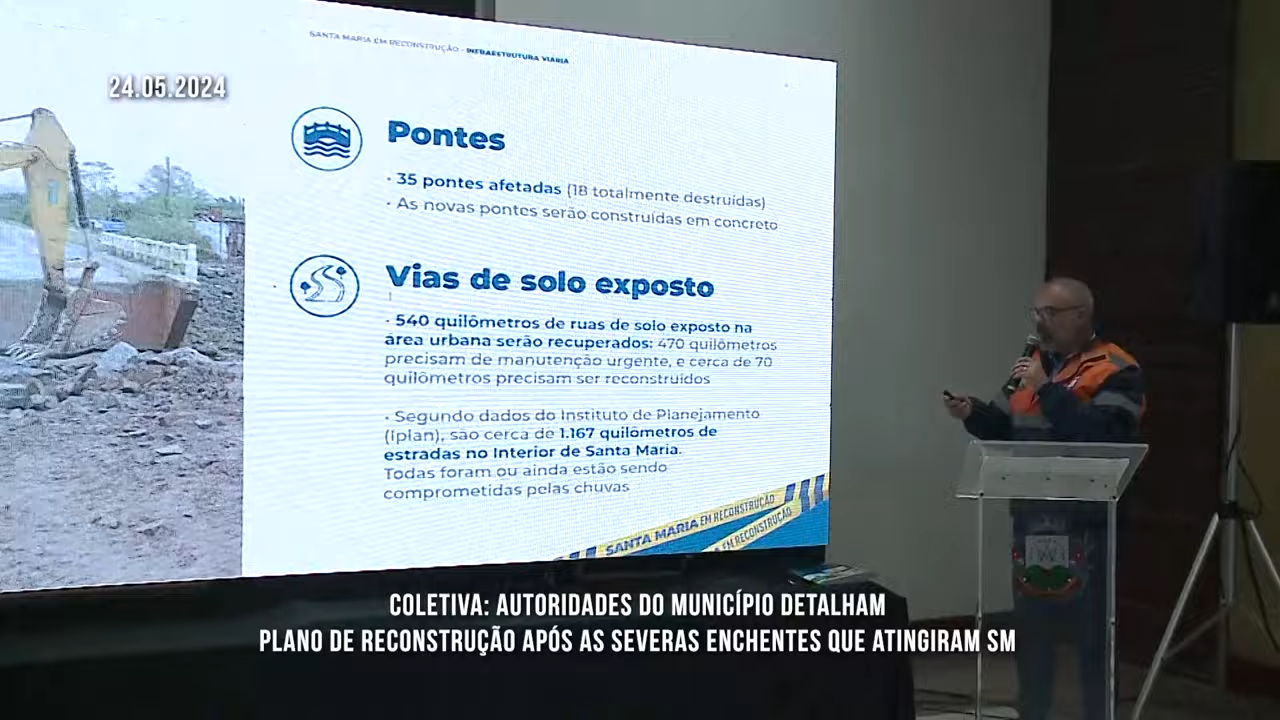 24.05.2024
SANTA MARIA EM RECONSTRUÇÃO - INFRAESTRUTURA VIÁRIA
Pontes
• 35 pontes afetadas (18 totalmente destruídas)
• As novas pontes serão construídas em concreto
Vias de solo exposto
• 540 quilômetros de ruas de solo exposto na
área urbana serão recuperados: 470 quilômetros
precisam de manutenção urgente, e cerca de 70
quilômetros precisam ser reconstruídos
• Segundo dados do Instituto de Planejamento
(Iplan), são cerca de 1.167 quilômetros de
estradas no Interior de Santa Maria.
Todas foram ou ainda estão sendo
comprometidas pelas chuvas
SANTA MARIA EM RECONSTRUÇÃO
EM RECONSTRUÇÃO
COLETIVA: AUTORIDADES DO MUNICÍPIO DETALHAM
PLANO DE RECONSTRUÇÃO APÓS AS SEVERAS ENCHENTES QUE ATINGIRAM SM